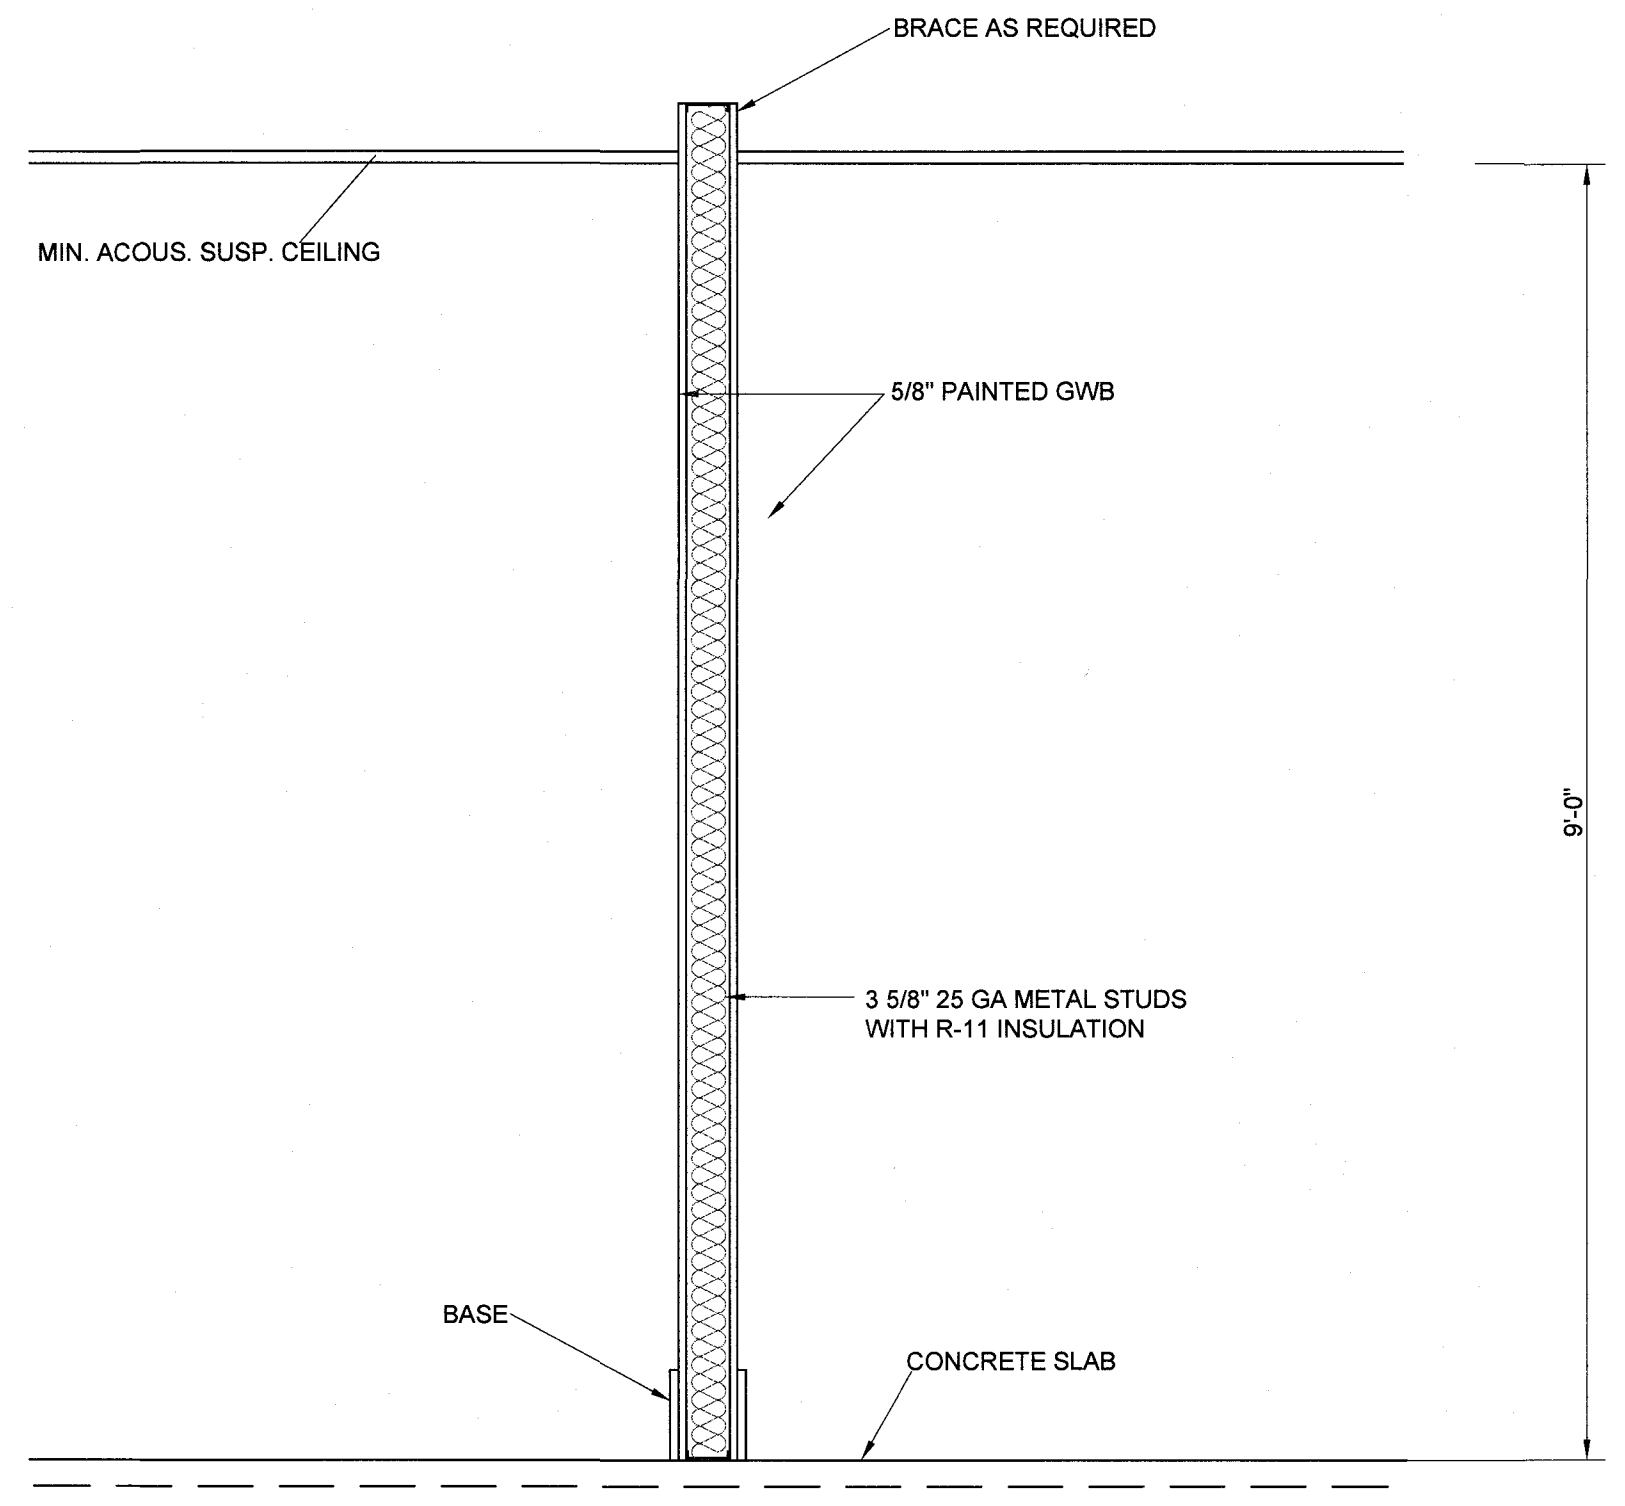 BRACE AS REQUIRED
MIN. ACOUS. SUSP. CEILING
5/8" PAINTED GWB
9'-0"
3 5/8" 25 GA METAL STUDS
WITH R-11 INSULATION
BASE
CONCRETE SLAB